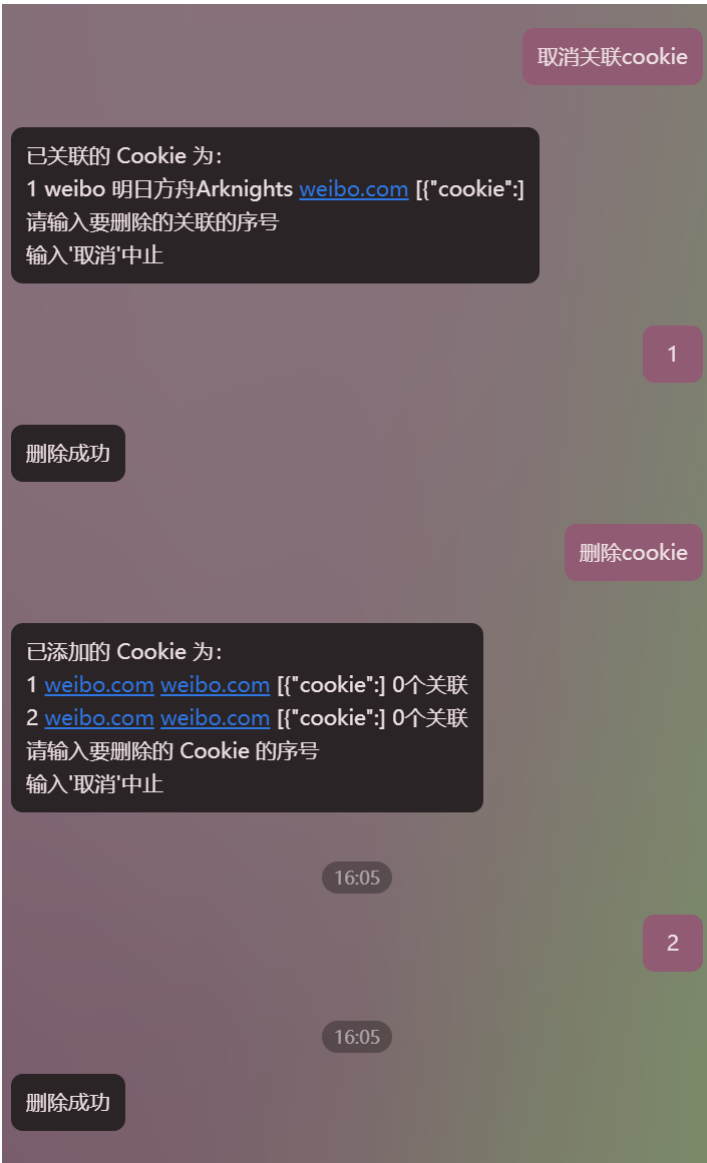 取消关联cookie
已关联的 Cookie 为：
1 weibo 明日方舟Arknights weibo.com [{"cookie":]
请输入要删除的关联的序号
输入'取消'中止
1
删除成功
删除cookie
已添加的 Cookie 为：
1 weibo.com weibo.com [{"cookie":] 0个关联
2 weibo.com weibo.com [{"cookie":] 0个关联
请输入要删除的 Cookie 的序号
输入'取消'中止
16:05
2
16:05
删除成功